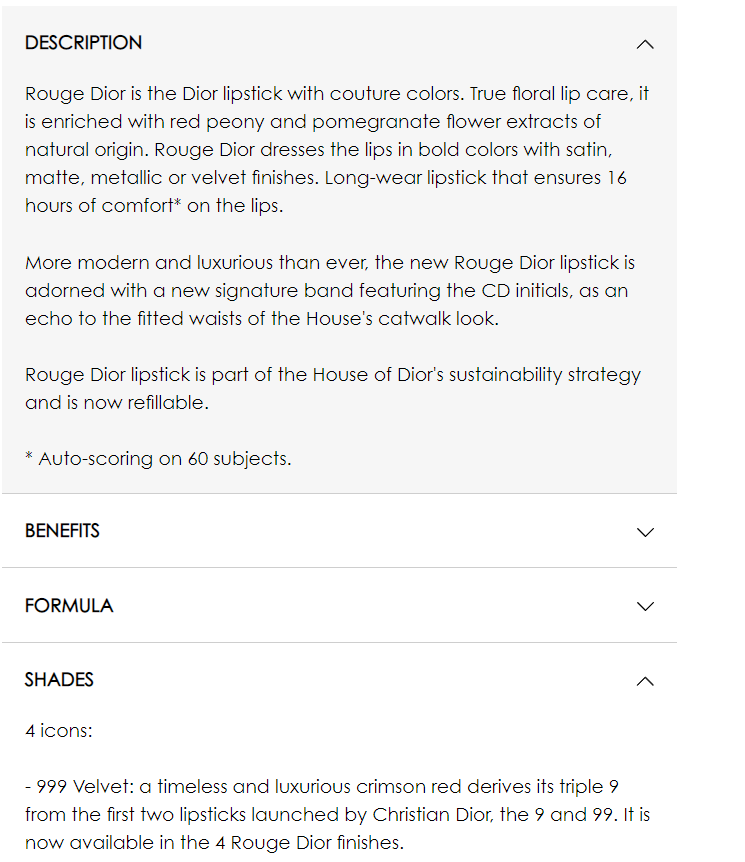 DESCRIPTION
Rouge Dior is the Dior lipstick with couture colors. True floral lip care, it
is enriched with red peony and pomegranate flower extracts of
natural origin. Rouge Dior dresses the lips in bold colors with satin,
matte, metallic or velvet finishes. Long-wear lipstick that ensures 16
hours of comfort* on the lips.
More modern and luxurious than ever, the new Rouge Dior lipstick is
adorned with a new signature band featuring the CD initials, as an
echo to the fitted waists of the House's catwalk look.
Rouge Dior lipstick is part of the House of Dior's sustainability strategy
and is now refillable.
* Auto-scoring on 60 subjects.
BENEFITS
FORMULA
SHADES
4 icons:
- 999 Velvet: a timeless and luxurious crimson red derives its triple 9
from the first two lipsticks launched by Christian Dior, the 9 and 99. It is
now available in the 4 Rouge Dior finishes.